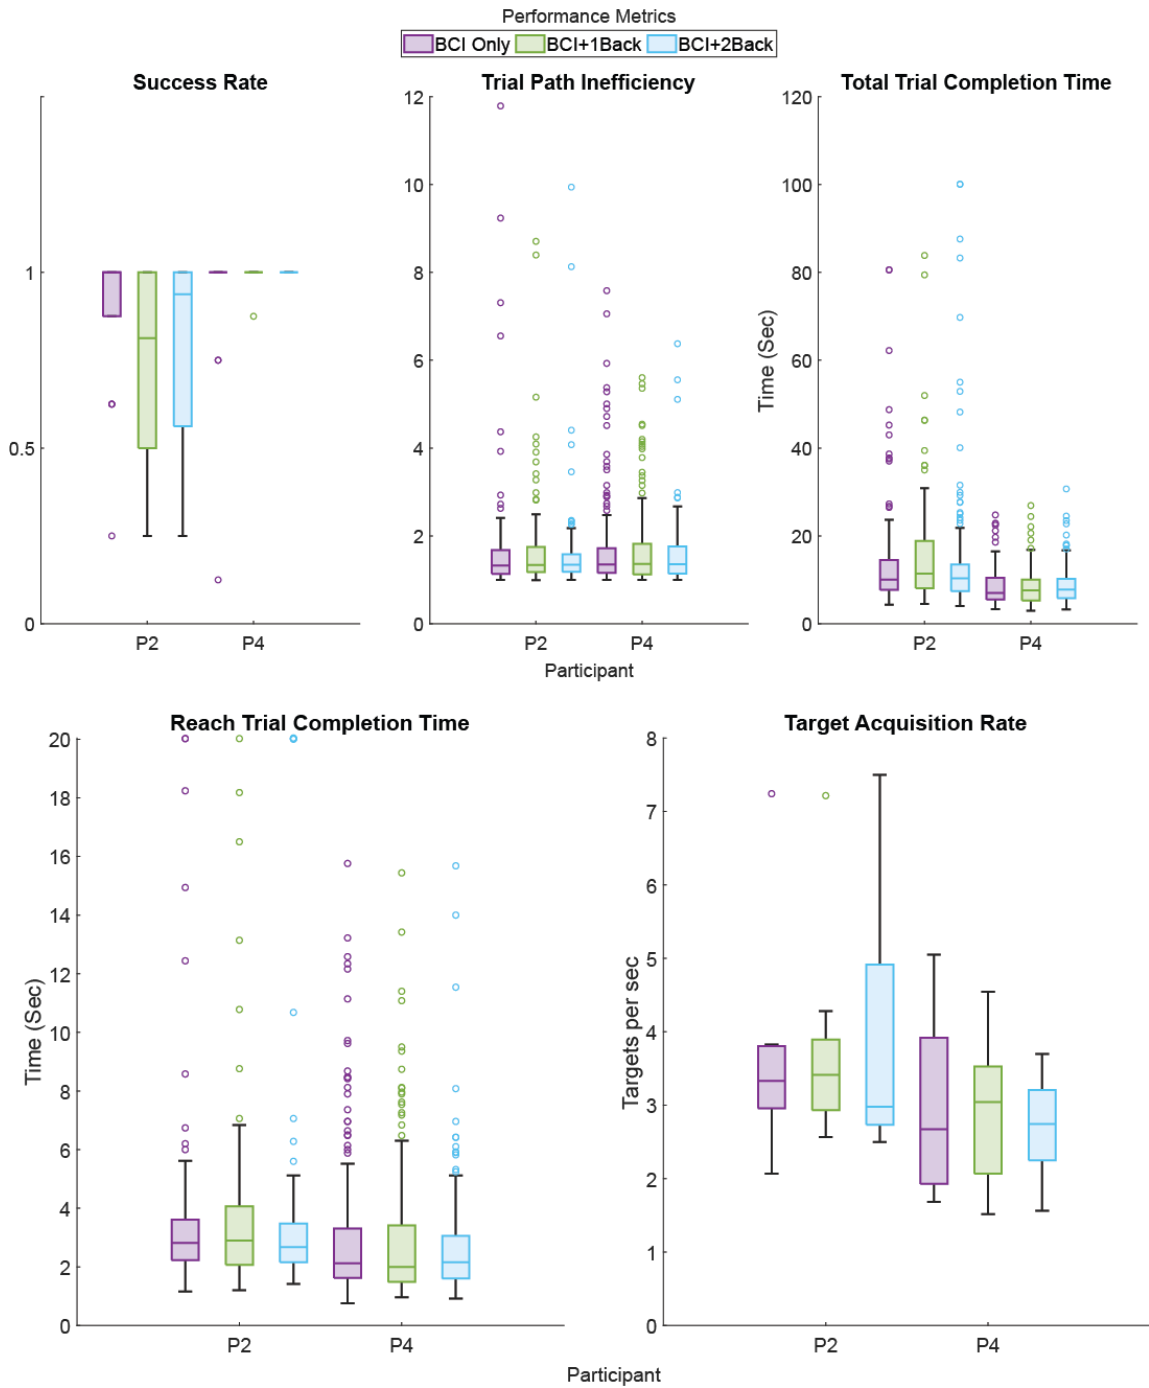 Performance Metrics
BCI Only BCI+1Back BCI+2Back
Success Rate
1
0.5
0
P2 P4
Trial Path Inefficiency
12
10
8
6
4
2
0
P2 P4
Participant
Total Trial Completion Time
Time (Sec)
120
100
80
60
40
20
0
P2 P4
Reach Trial Completion Time
Time (Sec)
20
18
16
14
12
10
8
6
4
2
0
P2 P4
Target Acquisition Rate
Targets per sec
8
7
6
5
4
3
2
1
0
P2 P4
Participant